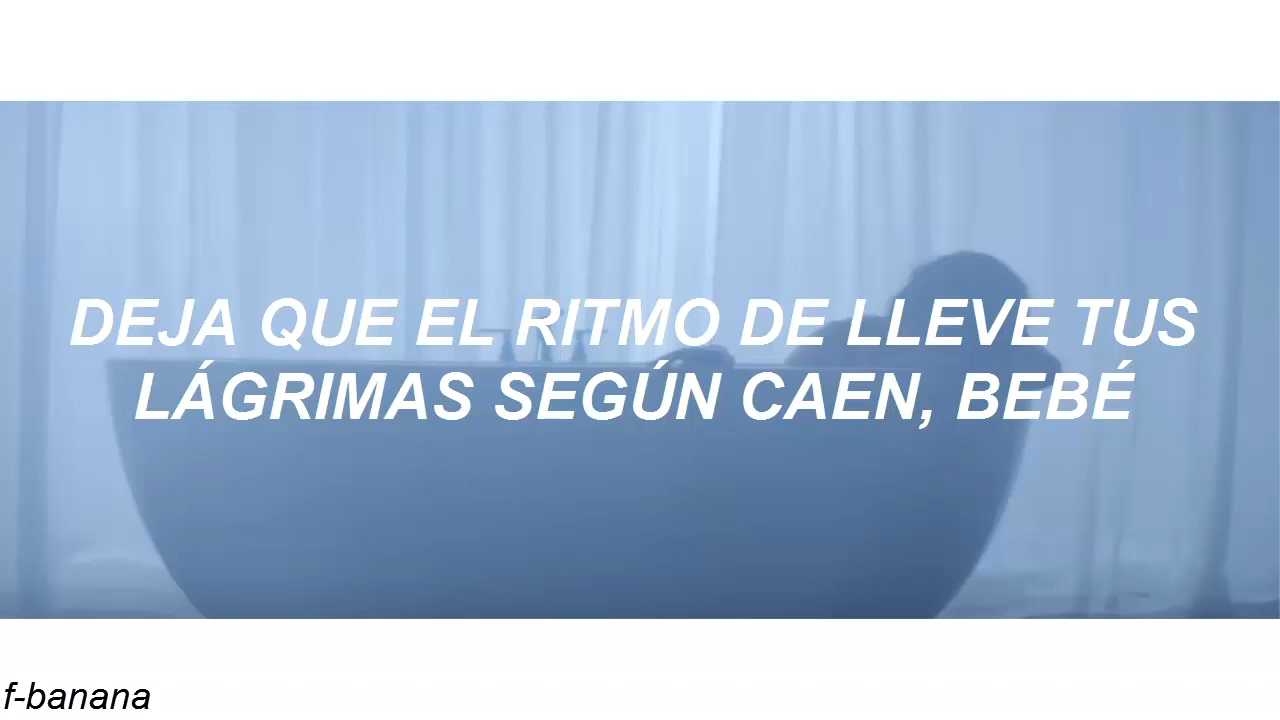 DEJA QUE EL RITMO DE LLEVE TUS
LÁGRIMAS SEGÚN CAEN, BEBÉ
f-banana